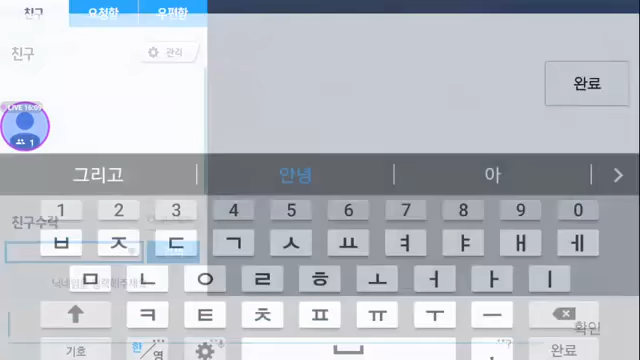 친구 요청함 우편함
친구 관리
완료
LIVE 16:09
1
그리고 안녕 아
친구수락
1 2 3 4 5 6 7 8 9 0
ㅂ ㅈ ㄷ ㄱ ㅅ ㅛ ㅕ ㅑ ㅐ ㅔ
ㅁ ㄴ ㅇ ㄹ ㅎ ㅗ ㅓ ㅏ ㅣ
ㅋ ㅌ ㅊ ㅍ ㅠ ㅜ ㅡ
확인
기호 한/영 완료